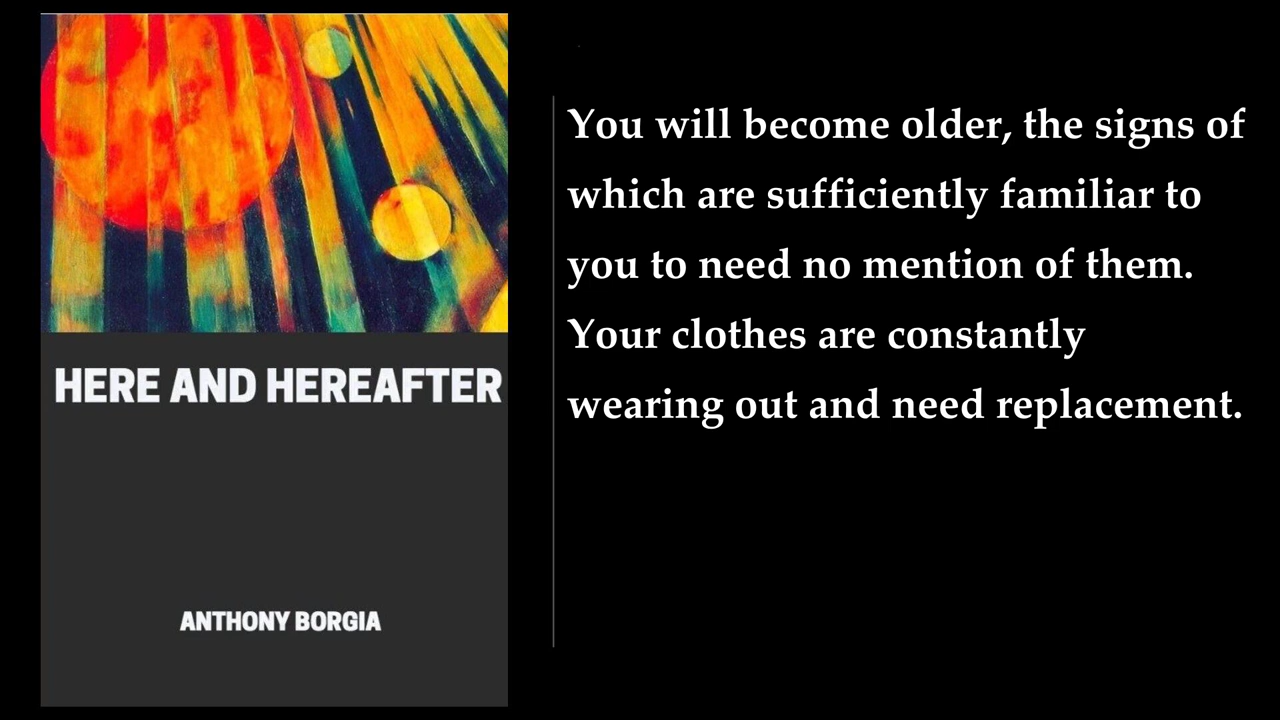 HERE AND HEREAFTER
ANTHONY BORGIA
You will become older, the signs of
which are sufficiently familiar to
you to need no mention of them.
Your clothes are constantly
wearing out and need replacement.